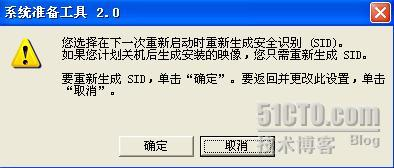 系统准备工具 2.0
您选择在下一次重新启动时重新生成安全识别 (SID)。
如果您计划关机后生成安装的映像，您只需重新生成 SID。
要重新生成 SID，单击“确定”。要返回并更改此设置，单击
“取消”。
确定
取消
51CTO.com
技术博客 Blog